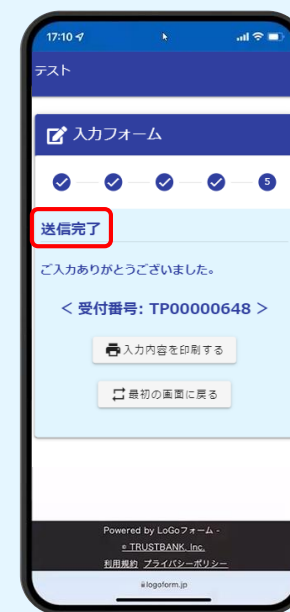 17:10
テスト
入力フォーム
5
送信完了
ご入力ありがとうございました。
< 受付番号: TP00000648 >
入力内容を印刷する
最初の画面に戻る
Powered by LoGoフォーム -
© TRUSTBANK, Inc.
利用規約 プライバシーポリシー
logoform.jp